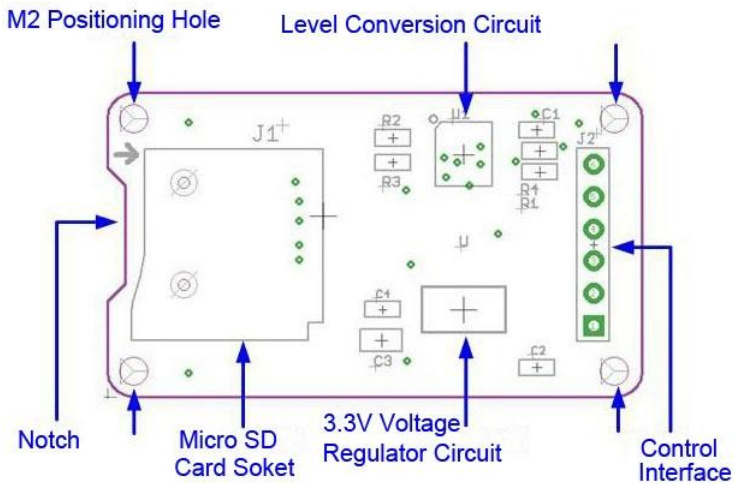 M2 Positioning Hole
Level Conversion Circuit
J1
R2
R3
U1
C1
J2
R4
R1
U
C4
C3
C2
Notch
Micro SD
Card Soket
3.3V Voltage
Regulator Circuit
Control
Interface